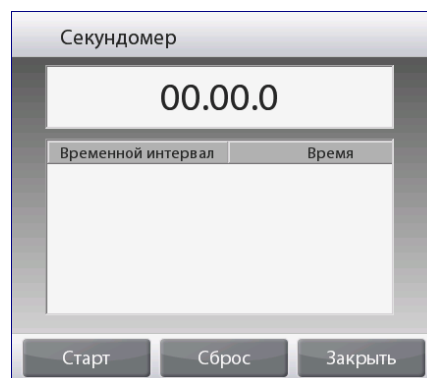 Секундомер
00.00.0
Временной интервал Время
Старт Сброс Закрыть